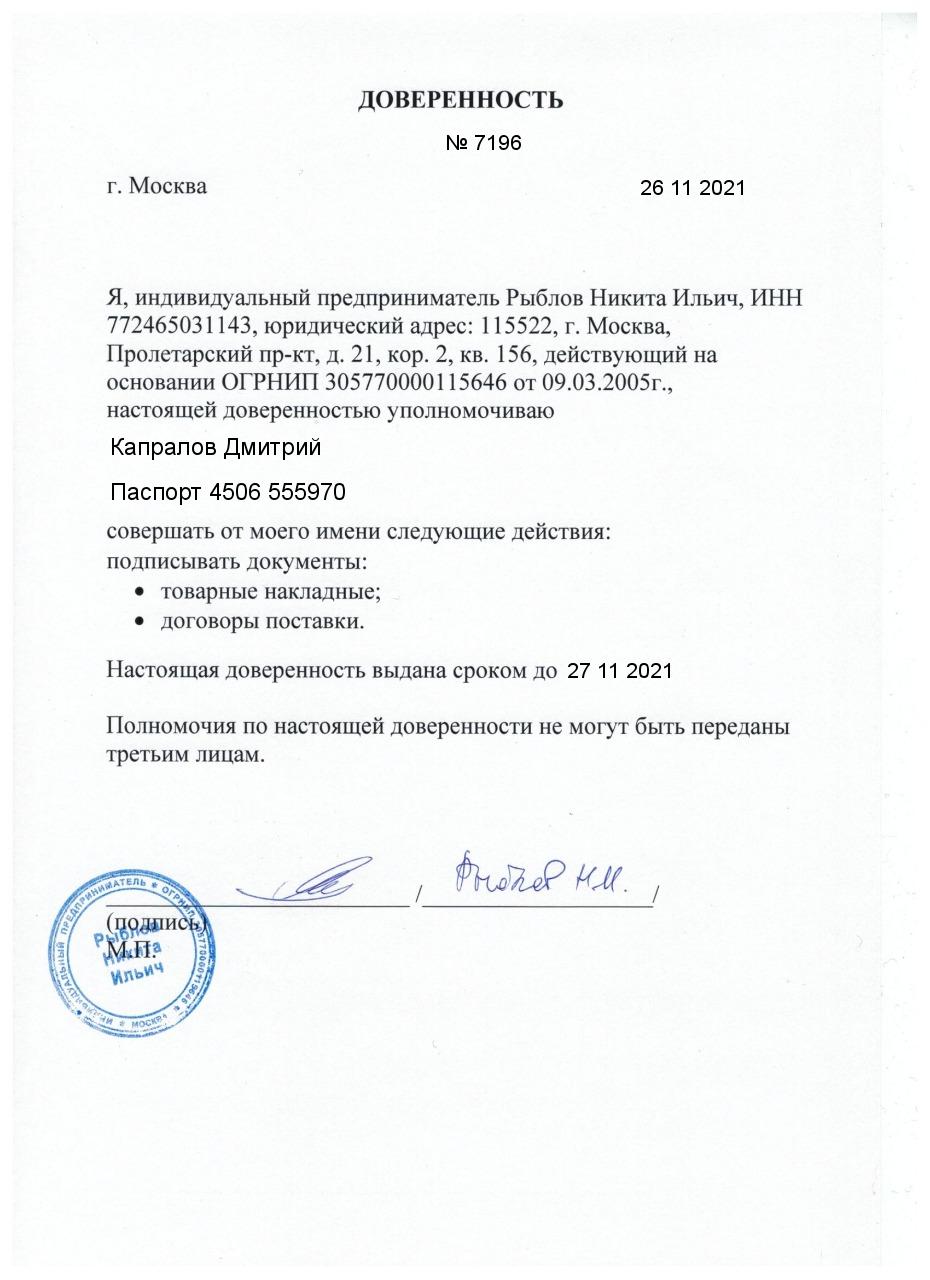 ДОВЕРЕННОСТЬ
№ 7196
г. Москва 26 11 2021
Я, индивидуальный предприниматель Рыблов Никита Ильич, ИНН
772465031143, юридический адрес: 115522, г. Москва,
Пролетарский пр-кт, д. 21, кор. 2, кв. 156, действующий на
основании ОГРНИП 305770000115646 от 09.03.2005г.,
настоящей доверенностью уполномочиваю
Капралов Дмитрий
Паспорт 4506 555970
совершать от моего имени следующие действия:
подписывать документы:
• товарные накладные;
• договоры поставки.
Настоящая доверенность выдана сроком до 27 11 2021
Полномочия по настоящей доверенности не могут быть переданы
третьим лицам.
/ Рыблов Н.И. /
(подпись)
М.П.
ИНДИВИДУАЛЬНЫЙ ПРЕДПРИНИМАТЕЛЬ * ОГРНИП
* МОСКВА *
Рыблов
Никита
Ильич